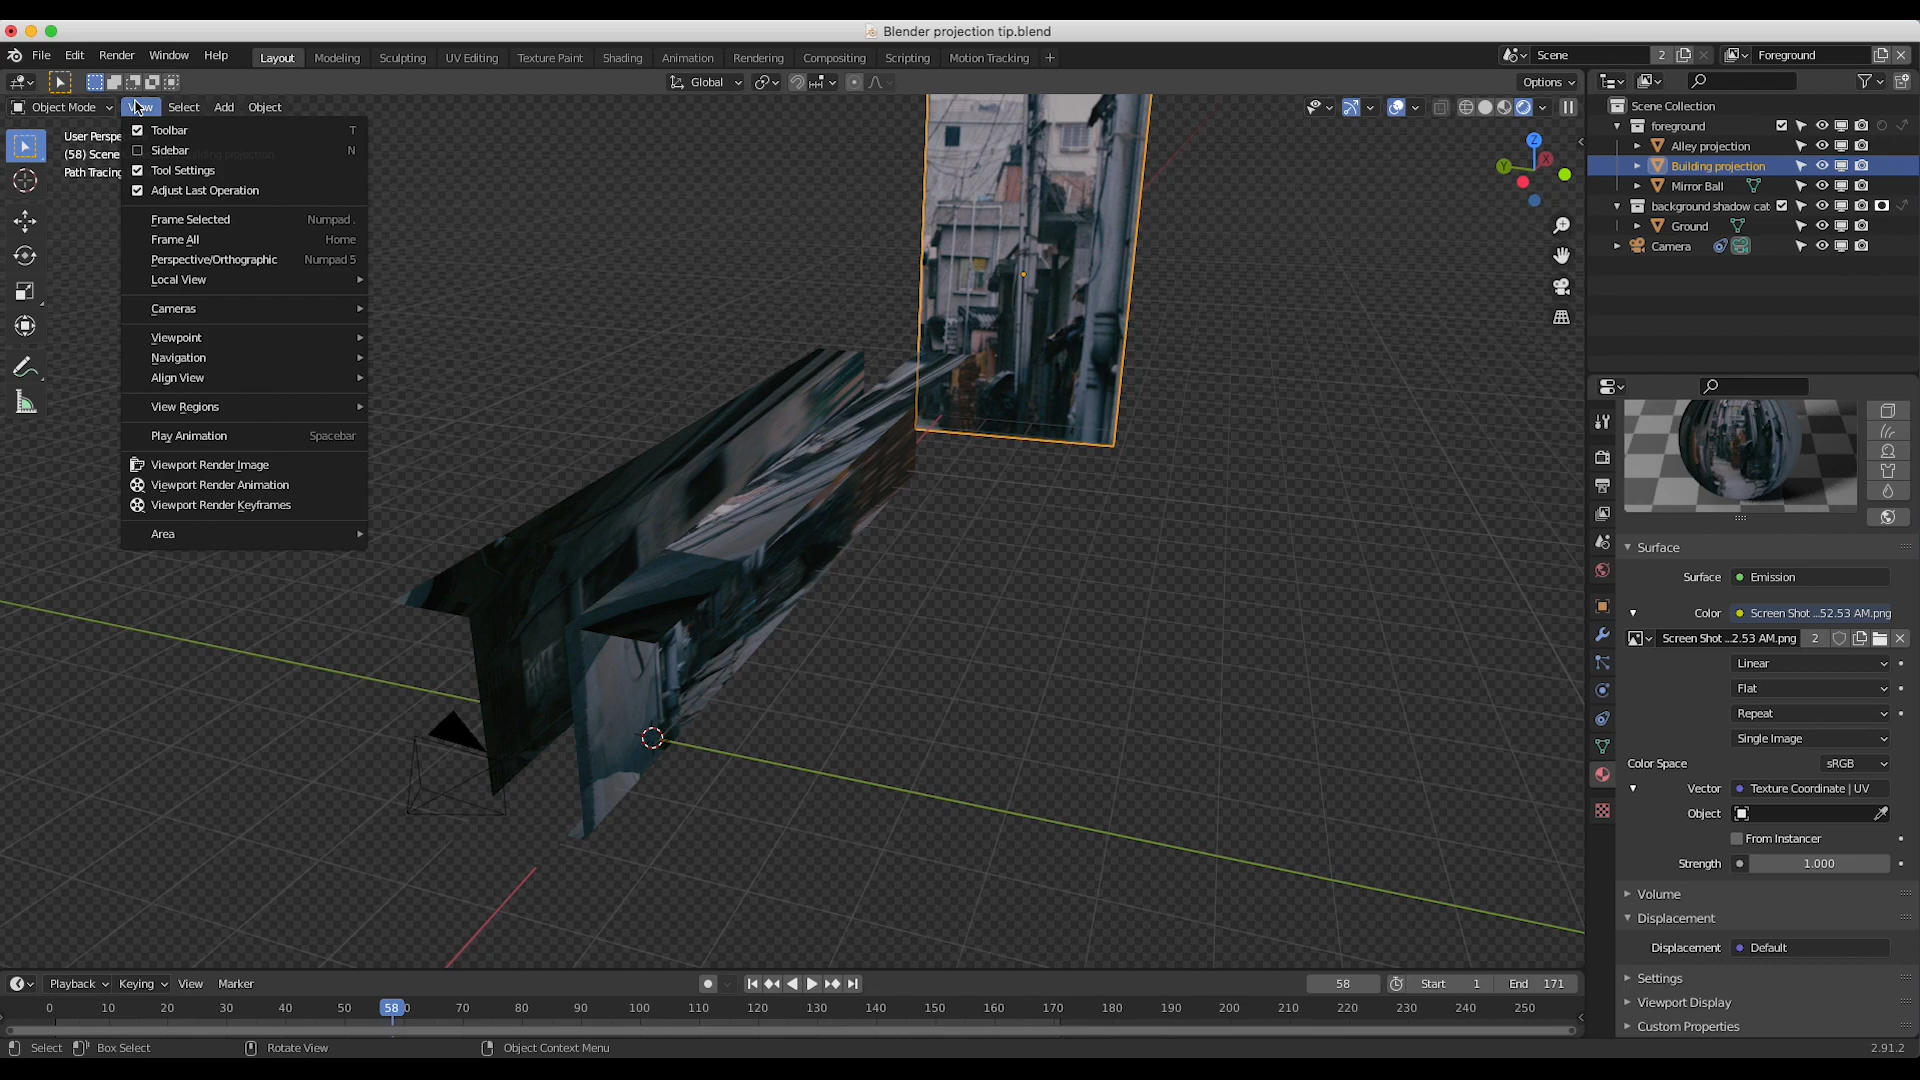 Blender projection tip.blend
File Edit Render Window Help Layout Modeling Sculpting UV Editing Texture Paint Shading Animation Rendering Compositing Scripting Motion Tracking + Scene 2 Foreground
Global Options
Object Mode View Select Add Object
Toolbar T
Sidebar N
Tool Settings
Adjust Last Operation
Frame Selected Numpad .
Frame All Home
Perspective/Orthographic Numpad 5
Local View
Cameras
Viewpoint
Navigation
Align View
View Regions
Play Animation Spacebar
Viewport Render Image
Viewport Render Animation
Viewport Render Keyframes
Area
User Perspe
(58) Scene
Path Tracing
Z
Y
X
Scene Collection
foreground
Alley projection
Building projection
Mirror Ball
background shadow cat
Ground
Camera
Surface
Surface Emission
Color Screen Shot ...52.53 AM.png
Screen Shot ...2.53 AM.png 2
Linear
Flat
Repeat
Single Image
Color Space sRGB
Vector Texture Coordinate | UV
Object
From Instancer
Strength 1.000
Volume
Displacement
Displacement Default
Settings
Viewport Display
Custom Properties
Playback Keying View Marker 58 Start 1 End 171
0 10 20 30 40 50 58 70 80 90 100 110 120 130 140 150 160 170 180 190 200 210 220 230 240 250
Select Box Select Rotate View Object Context Menu 2.91.2